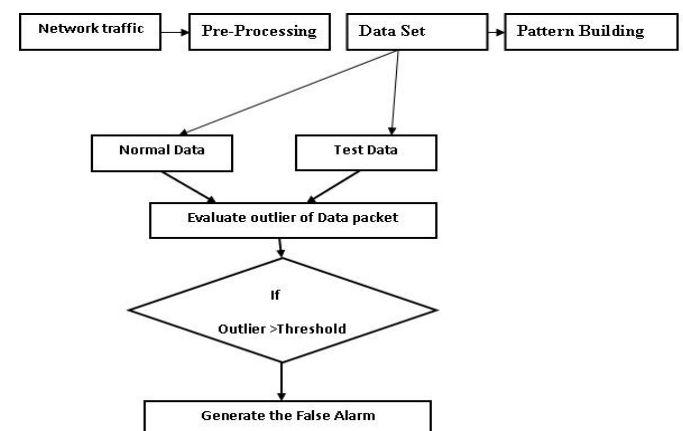 Network traffic
Pre-Processing
Data Set
Pattern Building
Normal Data
Test Data
Evaluate outlier of Data packet
If
Outlier >Threshold
Generate the False Alarm